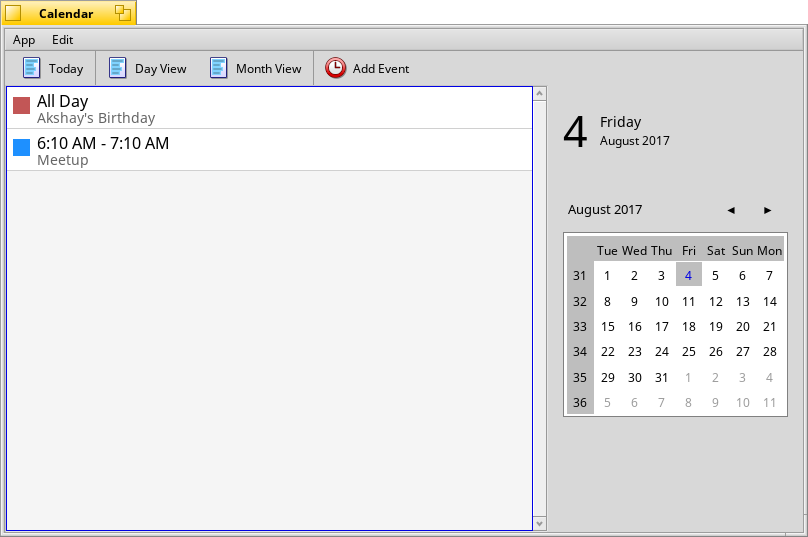 Calendar
App Edit
Today Day View Month View Add Event
All Day
Akshay's Birthday
6:10 AM - 7:10 AM
Meetup
4 Friday
August 2017
August 2017 ◄ ►
Tue Wed Thu Fri Sat Sun Mon
31 1 2 3 4 5 6 7
32 8 9 10 11 12 13 14
33 15 16 17 18 19 20 21
34 22 23 24 25 26 27 28
35 29 30 31 1 2 3 4
36 5 6 7 8 9 10 11